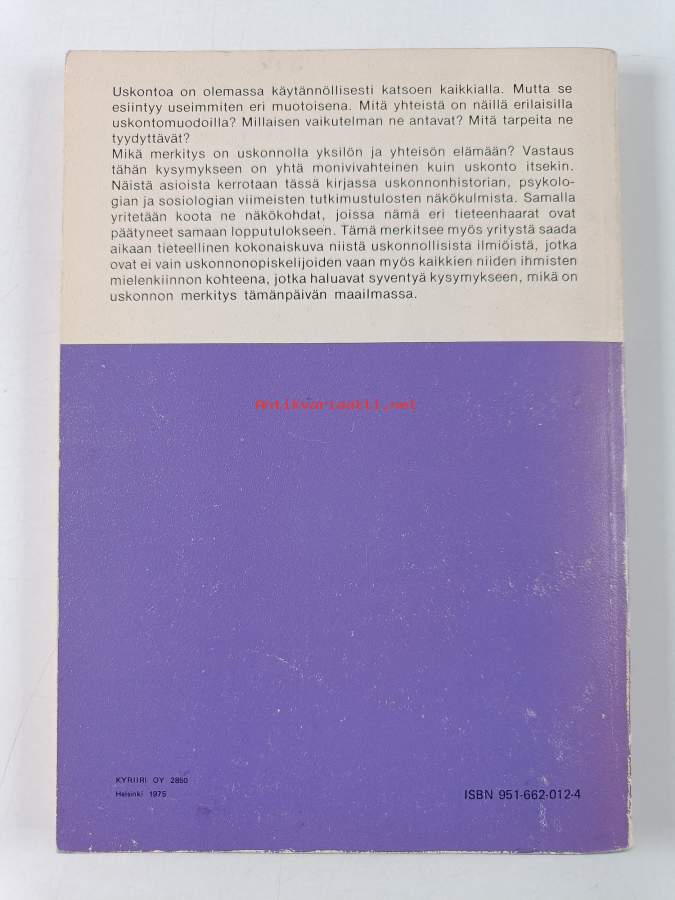 Uskontoa on olemassa käytännöllisesti katsoen kaikkialla. Mutta se
esiintyy useimmiten eri muotoisena. Mitä yhteistä on näillä erilaisilla
uskontomuodoilla? Millaisen vaikutelman ne antavat? Mitä tarpeita ne
tyydyttävät?
Mikä merkitys on uskonnolla yksilön ja yhteisön elämään? Vastaus
tähän kysymykseen on yhtä monivivahteinen kuin uskonto itsekin.
Näistä asioista kerrotaan tässä kirjassa uskonnonhistorian, psykolo-
gian ja sosiologian viimeisten tutkimustulosten näkökulmista. Samalla
yritetään koota ne näkökohdat, joissa nämä eri tieteenhaarat ovat
päätyneet samaan lopputulokseen. Tämä merkitsee myös yritystä saada
aikaan tieteellinen kokonaiskuva niistä uskonnollisista ilmiöistä, jotka
ovat ei vain uskonnonopiskelijoiden vaan myös kaikkien niiden ihmisten
mielenkiinnon kohteena, jotka haluavat syventyä kysymykseen, mikä on
uskonnon merkitys tämänpäivän maailmassa.
Antikvariaatti.net
KYRIIRI OY 2850
Helsinki 1975
ISBN 951-662-012-4